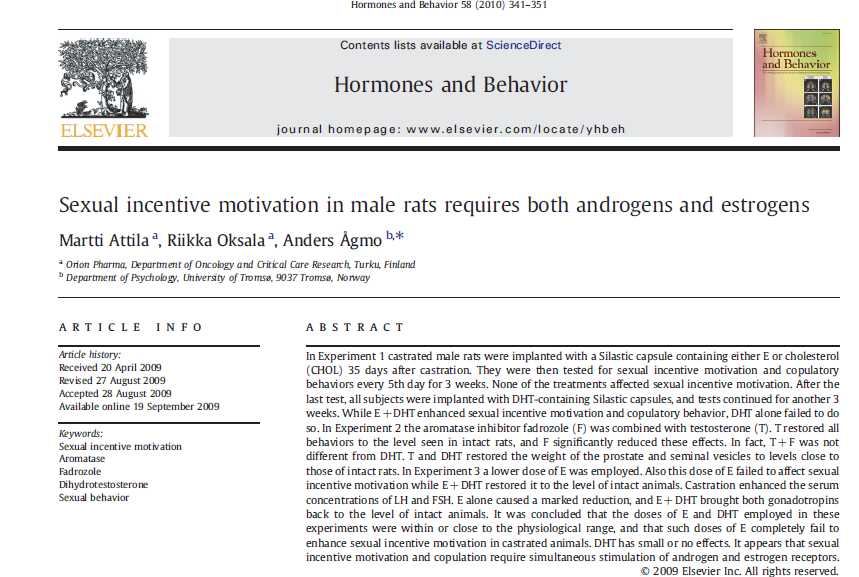 Hormones and Behavior 58 (2010) 341–351
Contents lists available at ScienceDirect
Hormones and Behavior
journal homepage: www.elsevier.com/locate/yhbeh
ELSEVIER
Hormones
and Behavior
Sexual incentive motivation in male rats requires both androgens and estrogens
Martti Attila a, Riikka Oksala a, Anders Ågmo b,*
a Orion Pharma, Department of Oncology and Critical Care Research, Turku, Finland
b Department of Psychology, University of Tromsø, 9037 Tromsø, Norway
ARTICLE INFO
Article history:
Received 20 April 2009
Revised 27 August 2009
Accepted 28 August 2009
Available online 19 September 2009
Keywords:
Sexual incentive motivation
Aromatase
Fadrozole
Dihydrotestosterone
Sexual behavior
ABSTRACT
In Experiment 1 castrated male rats were implanted with a Silastic capsule containing either E or cholesterol
(CHOL) 35 days after castration. They were then tested for sexual incentive motivation and copulatory
behaviors every 5th day for 3 weeks. None of the treatments affected sexual incentive motivation. After the
last test, all subjects were implanted with DHT-containing Silastic capsules, and tests continued for another 3
weeks. While E+DHT enhanced sexual incentive motivation and copulatory behavior, DHT alone failed to do
so. In Experiment 2 the aromatase inhibitor fadrozole (F) was combined with testosterone (T). T restored all
behaviors to the level seen in intact rats, and F significantly reduced these effects. In fact, T+F was not
different from DHT. T and DHT restored the weight of the prostate and seminal vesicles to levels close to
those of intact rats. In Experiment 3 a lower dose of E was employed. Also this dose of E failed to affect sexual
incentive motivation while E+DHT restored it to the level of intact animals. Castration enhanced the serum
concentrations of LH and FSH. E alone caused a marked reduction, and E+DHT brought both gonadotropins
back to the level of intact animals. It was concluded that the doses of E and DHT employed in these
experiments were within or close to the physiological range, and that such doses of E completely fail to
enhance sexual incentive motivation in castrated animals. DHT has small or no effects. It appears that sexual
incentive motivation and copulation require simultaneous stimulation of androgen and estrogen receptors.
© 2009 Elsevier Inc. All rights reserved.